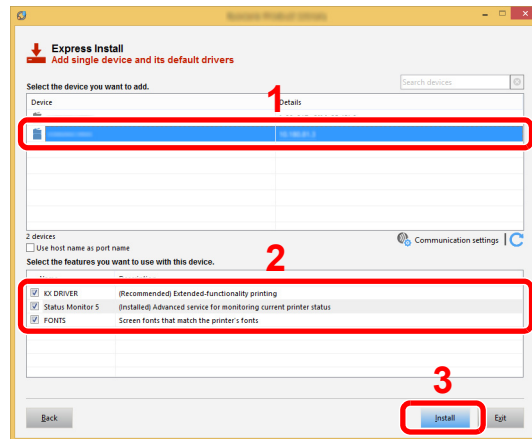 Express Install
Add single device and its default drivers
Search devices
Select the device you want to add.
1
Device Details
2 devices
Communication settings
Use host name as port name
Select the features you want to use with this device.
2
KX DRIVER (Recommended) Extended-functionality printing
Status Monitor 5 (Installed) Advanced service for monitoring current printer status
FONTS Screen fonts that match the printer's fonts
3
Back Install Exit